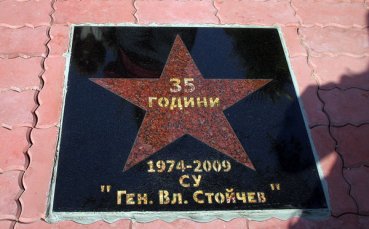 35
ГОДИНИ
1974-2009
СУ
"Ген. Вл. Стойчев"